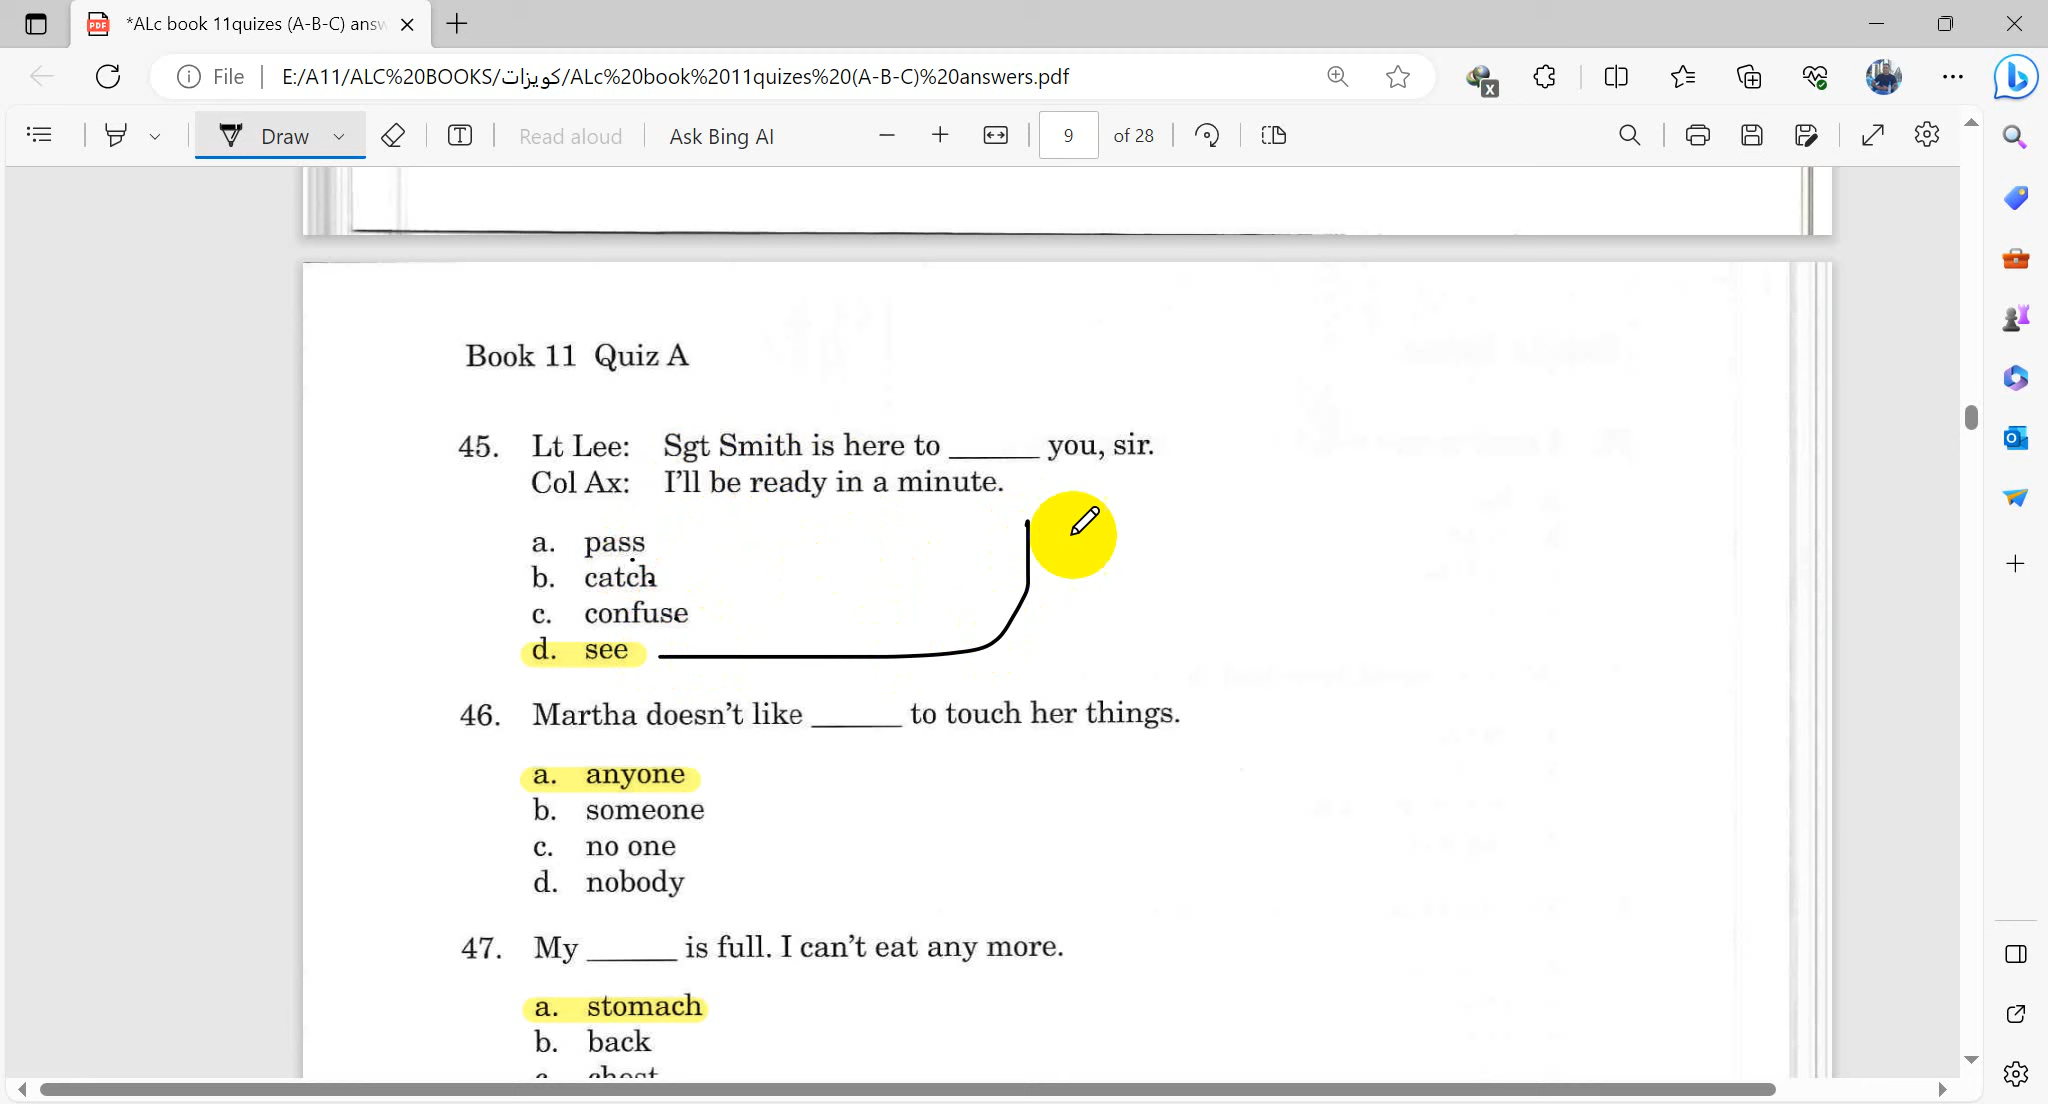 *ALc book 11quizes (A-B-C) answ
File
E:/A11/ALC%20BOOKS/كويزات/ALc%20book%2011quizes%20(A-B-C)%20answers.pdf
Draw
Read aloud
Ask Bing AI
9 of 28
Book 11 Quiz A
45. Lt Lee: Sgt Smith is here to ______ you, sir.
Col Ax: I'll be ready in a minute.
a. pass
b. catch
c. confuse
d. see
46. Martha doesn't like ______ to touch her things.
a. anyone
b. someone
c. no one
d. nobody
47. My ______ is full. I can't eat any more.
a. stomach
b. back
c. chest